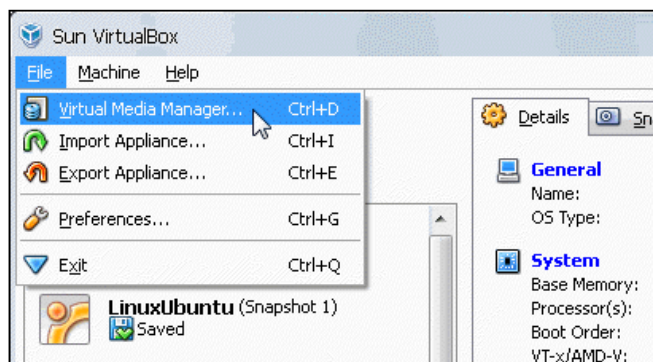 Sun VirtualBox
File Machine Help
Virtual Media Manager... Ctrl+D
Import Appliance... Ctrl+I
Export Appliance... Ctrl+E
Preferences... Ctrl+G
Exit Ctrl+Q
LinuxUbuntu (Snapshot 1)
Saved
Details Sn
General
Name:
OS Type:
System
Base Memory:
Processor(s):
Boot Order:
VT-x/AMD-V: